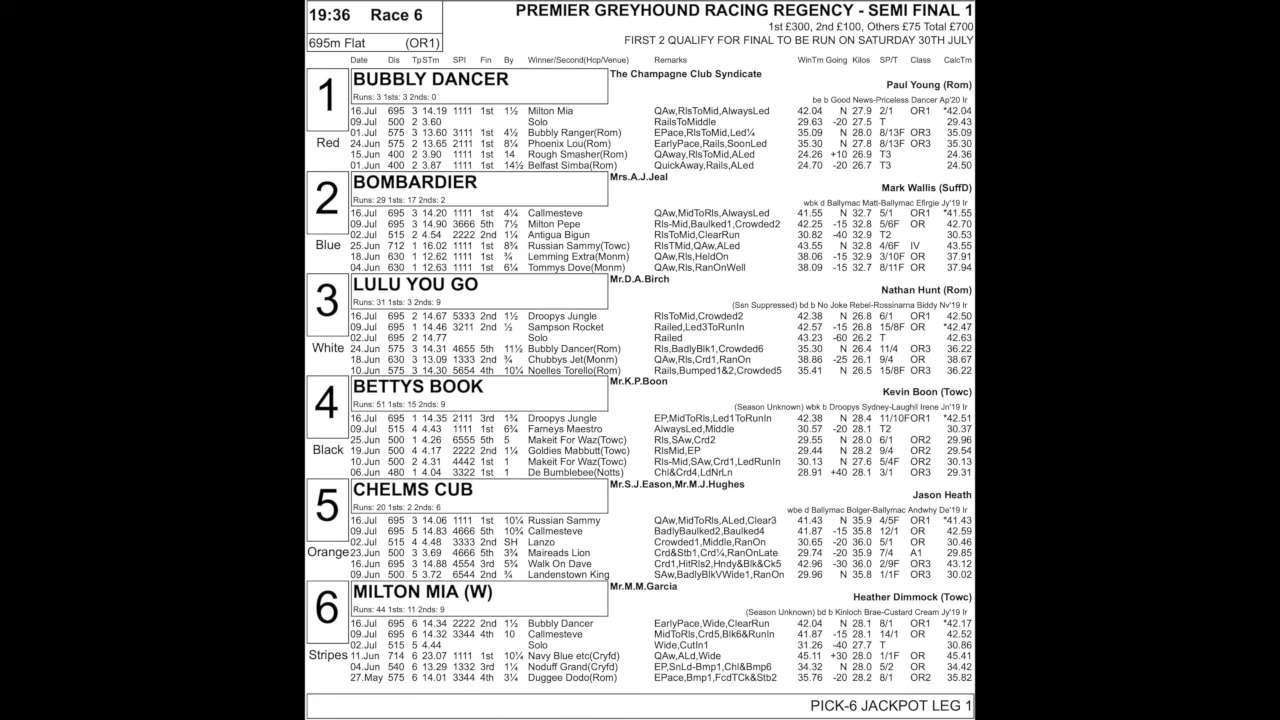 19:36 Race 6
PREMIER GREYHOUND RACING REGENCY - SEMI FINAL 1
1st £300, 2nd £100, Others £75 Total £700
695m Flat (OR1)
FIRST 2 QUALIFY FOR FINAL TO BE RUN ON SATURDAY 30TH JULY
Date Dis TpSTm SPI Fin By Winner/Second(Hcp/Venue) Remarks WinTm Going Kilos SP/T Class CalcTm
1
BUBBLY DANCER
The Champagne Club Syndicate
Paul Young (Rom)
Runs: 3 1sts: 3 2nds: 0
be b Good News-Priceless Dancer Ap'20 Ir
Red
16.Jul 695 3 14.19 1111 1st 1½ Milton Mia QAw,RlsToMid,AlwaysLed 42.04 N 27.9 2/1 OR1 *42.04
09.Jul 500 2 3.60 Solo RailsToMiddle 29.63 -20 27.5 T 29.43
01.Jul 575 3 13.60 3111 1st 4½ Bubbly Ranger(Rom) EPace,RlsToMid,Led¼ 35.09 N 28.0 8/13F OR3 35.09
24.Jun 575 2 13.65 2111 1st 8¼ Phoenix Lou(Rom) EarlyPace,Rails,SoonLed 35.30 N 27.8 8/13F OR3 35.30
15.Jun 400 2 3.90 1111 1st 14 Rough Smasher(Rom) QAway,RlsToMid,ALed 24.26 +10 26.9 T3 24.36
01.Jun 400 2 3.87 1111 1st 14½ Belfast Simba(Rom) QuickAway,Rails,ALed 24.70 -20 26.7 T3 24.50
2
BOMBARDIER
Mrs.A.J.Jeal
Mark Wallis (SuffD)
Runs: 29 1sts: 17 2nds: 2
wbk d Ballymac Matt-Ballymac Efirgie Jy'19 Ir
Blue
16.Jul 695 3 14.20 1111 1st 4¼ Callmesteve QAw,MidToRls,AlwaysLed 41.55 N 32.7 5/1 OR1 *41.55
09.Jul 695 3 14.90 3666 5th 7½ Milton Pepe Rls-Mid,Baulked1,Crowded2 42.25 -15 32.8 5/6F OR 42.70
02.Jul 515 2 4.54 2222 2nd 1¼ Antigua Bigun RlsToMid,ClearRun 30.82 -40 32.9 T2 30.53
25.Jun 712 1 16.02 1111 1st 8¾ Russian Sammy(Towc) RlsTMid,QAw,ALed 43.55 N 32.8 4/6F IV 43.55
18.Jun 630 1 12.62 1111 1st ¾ Lemming Extra(Monm) QAw,Rls,HeldOn 38.06 -15 32.9 3/10F OR 37.91
04.Jun 630 1 12.63 1111 1st 6¼ Tommys Dove(Monm) QAw,Rls,RanOnWell 38.09 -15 32.7 8/11F OR 37.94
3
LULU YOU GO
Mr.D.A.Birch
Nathan Hunt (Rom)
Runs: 31 1sts: 3 2nds: 9
(Ssn Suppressed) bd b No Joke Rebel-Rossinarna Biddy Nv'19 Ir
White
16.Jul 695 2 14.67 5333 2nd 1½ Droopys Jungle RlsToMid,Crowded2 42.38 N 26.8 6/1 OR1 *42.50
09.Jul 695 1 14.46 3211 2nd ½ Sampson Rocket Railed,Led3ToRunIn 42.57 -15 26.8 15/8F OR *42.47
02.Jul 695 2 14.77 Solo Railed 43.23 -60 26.2 T 42.63
24.Jun 575 3 14.31 4655 5th 11½ Bubbly Dancer(Rom) Rls,BadlyBlk1,Crowded6 35.30 N 26.4 11/4 OR3 36.22
18.Jun 630 3 13.09 1333 2nd ¾ Chubbys Jet(Monm) QAw,Rls,Crd1,RanOn 38.86 -25 26.1 9/4 OR 38.67
10.Jun 575 3 14.30 5654 4th 10¼ Noelles Torello(Rom) Rails,Bumped1&2,Crowded5 35.41 N 26.5 15/8F OR3 36.22
4
BETTYS BOOK
Mr.K.P.Boon
Kevin Boon (Towc)
Runs: 51 1sts: 15 2nds: 9
(Season Unknown) wbk b Droopys Sydney-Laughil Irene Jn'19 Ir
Black
16.Jul 695 1 14.35 2111 3rd 1¾ Droopys Jungle EP,MidToRls,Led1ToRunIn 42.38 N 28.4 11/10F OR1 *42.51
09.Jul 515 4 4.43 1111 1st 6¾ Farneys Maestro AlwaysLed,Middle 30.57 -20 28.1 T2 30.37
25.Jun 500 1 4.26 6555 5th 5 Makeit For Waz(Towc) Rls,SAw,Crd2 29.55 N 28.0 6/1 OR2 29.96
19.Jun 500 4 4.17 2222 2nd 1¼ Goldies Mabbutt(Towc) RlsMid,EP 29.44 N 28.2 9/4 OR2 29.54
10.Jun 500 2 4.31 4442 1st 1 Makeit For Waz(Towc) Rls-Mid,SAw,Crd1,LedRunIn 30.13 N 27.6 5/4F OR2 30.13
06.Jun 480 1 4.04 3322 1st 1 De Bumblebee(Notts) Chl&Crd4,LdNrLn 28.91 +40 28.1 3/1 OR3 29.31
5
CHELMS CUB
Mr.S.J.Eason,Mr.M.J.Hughes
Jason Heath
Runs: 20 1sts: 2 2nds: 6
wbe d Ballymac Bolger-Ballymac Andwhy De'19 Ir
Orange
16.Jul 695 3 14.06 1111 1st 10¼ Russian Sammy QAw,MidToRls,ALed,Clear3 41.43 N 35.9 4/5F OR1 *41.43
09.Jul 695 5 14.83 4666 5th 10¾ Callmesteve BadlyBaulked2,Baulked4 41.87 -15 35.8 12/1 OR 42.59
02.Jul 515 4 4.48 3333 2nd SH Lanzo Crowded1,Middle,RanOn 30.65 -20 36.0 5/1 OR 30.46
23.Jun 500 3 3.69 4666 5th 3¾ Maireads Lion Crd&Stb1,Crd¼,RanOnLate 29.74 -20 35.9 7/4 A1 29.85
16.Jun 695 3 14.88 4554 3rd 5¾ Walk On Dave Crd1,HitRls2,Hndy&Blk&Ck5 42.96 -30 36.0 2/9F OR3 43.12
09.Jun 500 5 3.72 6544 2nd ¾ Landenstown King SAw,BadlyBlkVWide1,RanOn 29.96 N 35.8 1/1F OR3 30.02
6
MILTON MIA (W)
Mr.M.M.Garcia
Heather Dimmock (Towc)
Runs: 44 1sts: 11 2nds: 9
(Season Unknown) bd b Kinloch Brae-Custard Cream Jy'19 Ir
Stripes
16.Jul 695 6 14.34 2222 2nd 1½ Bubbly Dancer EarlyPace,Wide,ClearRun 42.04 N 28.1 8/1 OR1 *42.17
09.Jul 695 6 14.32 3344 4th 10 Callmesteve MidToRls,Crd5,Blk6&RunIn 41.87 -15 28.1 14/1 OR 42.52
02.Jul 515 5 4.44 Solo Wide,CutIn1 31.26 -40 27.7 T 30.86
11.Jun 714 6 23.07 1111 1st 10¼ Navy Blue etc(Cryfd) QAw,ALd,Wide 45.11 +30 28.0 1/1F OR 45.41
04.Jun 540 6 13.29 1332 3rd 1¼ Noduff Grand(Cryfd) EP,SnLd-Bmp1,Chl&Bmp6 34.32 N 28.0 5/2 OR 34.42
27.May 575 6 14.01 3344 4th 3¼ Duggee Dodo(Rom) EPace,Bmp1,FcdTCk&Stb2 35.76 -20 28.2 8/1 OR2 35.82
PICK-6 JACKPOT LEG 1